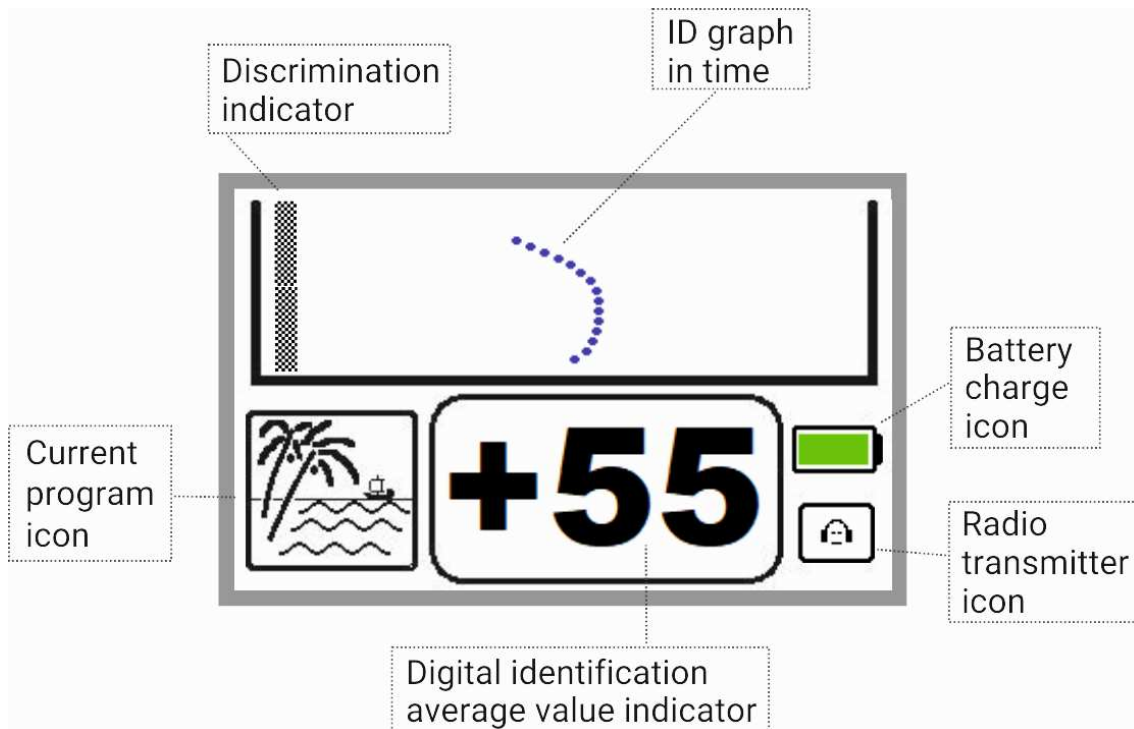 ID graph
in time
Discrimination
indicator
Battery
charge
icon
Current
program
icon
+55
Radio
transmitter
icon
Digital identification
average value indicator